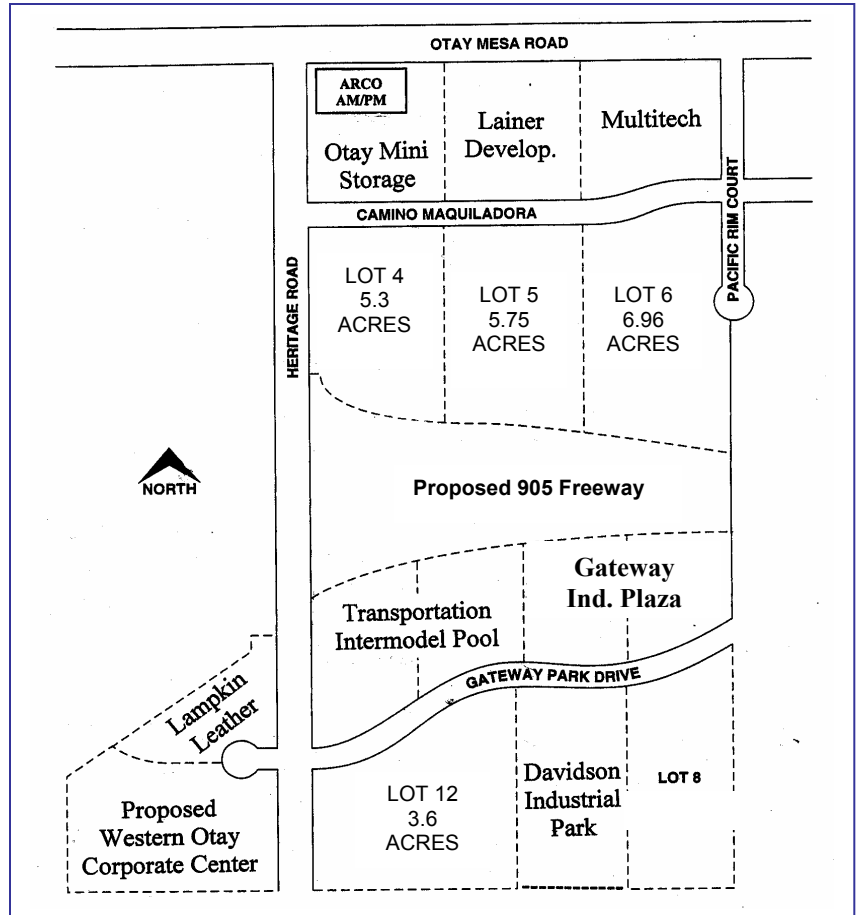 OTAY MESA ROAD
ARCO
AM/PM
Otay Mini
Storage
Lainer
Develop.
Multitech
PACIFIC RIM COURT
CAMINO MAQUILADORA
HERITAGE ROAD
LOT 4
5.3
ACRES
LOT 5
5.75
ACRES
LOT 6
6.96
ACRES
NORTH
Proposed 905 Freeway
Gateway
Ind. Plaza
Transportation
Intermodel Pool
GATEWAY PARK DRIVE
Lampkin
Leather
Proposed
Western Otay
Corporate Center
LOT 12
3.6
ACRES
Davidson
Industrial
Park
LOT 8